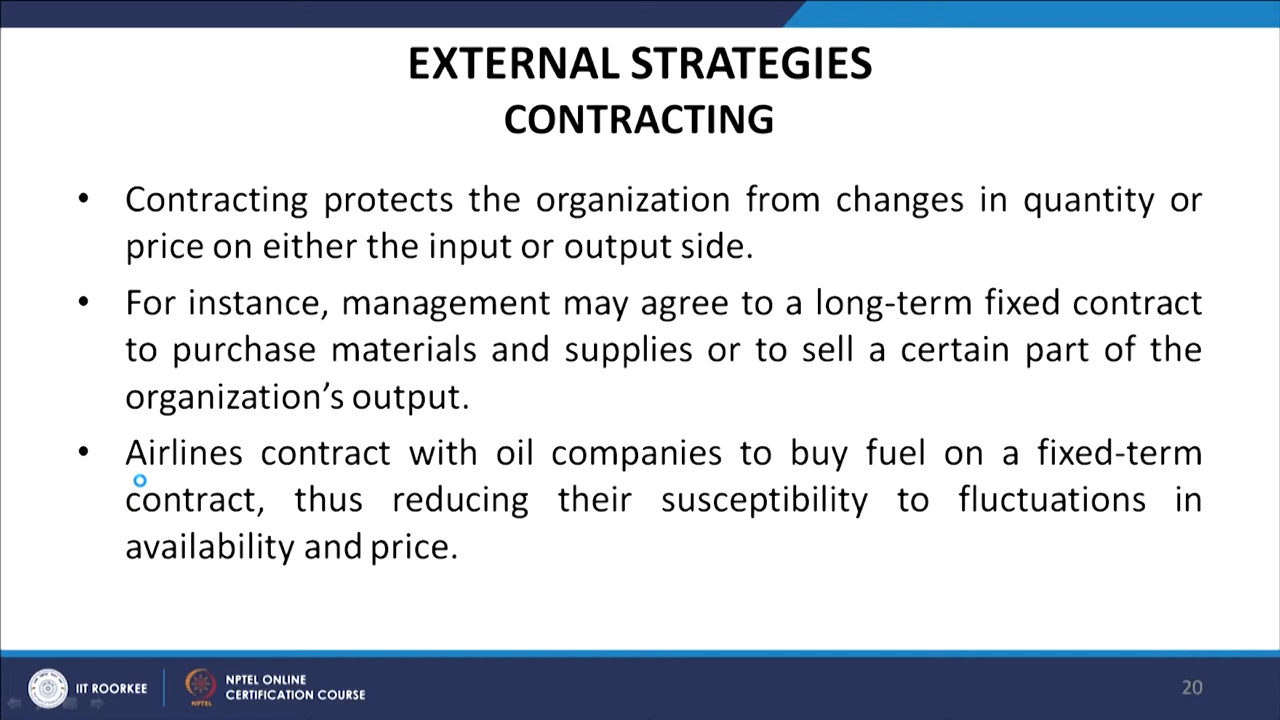 EXTERNAL STRATEGIES
CONTRACTING
• Contracting protects the organization from changes in quantity or
price on either the input or output side.
• For instance, management may agree to a long-term fixed contract
to purchase materials and supplies or to sell a certain part of the
organization's output.
• Airlines contract with oil companies to buy fuel on a fixed-term
contract, thus reducing their susceptibility to fluctuations in
availability and price.
IIT ROORKEE
NPTEL
NPTEL ONLINE
CERTIFICATION COURSE
20